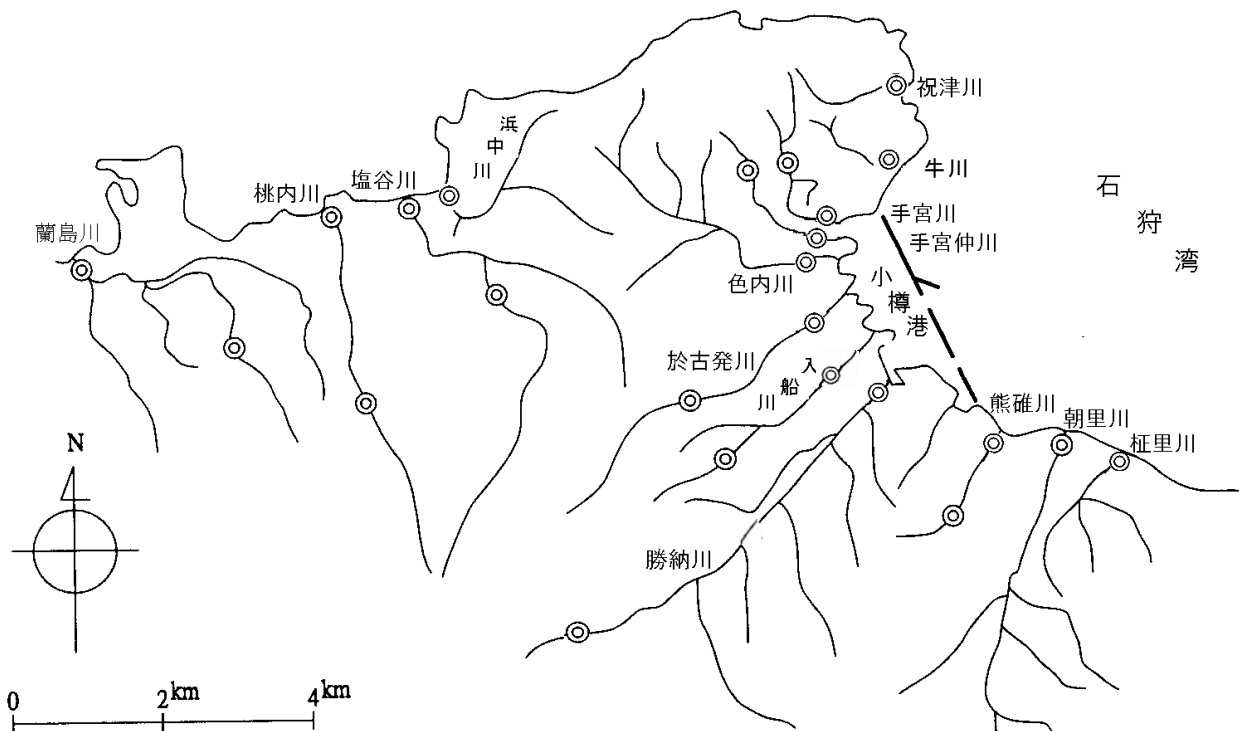 祝津川
浜中川
牛川
石狩湾
塩谷川
桃内川
手宮川
蘭島川
手宮仲川
色内川
小樽港
於古発川
入船川
熊碓川
朝里川
柾里川
N
勝納川
0 2km 4km